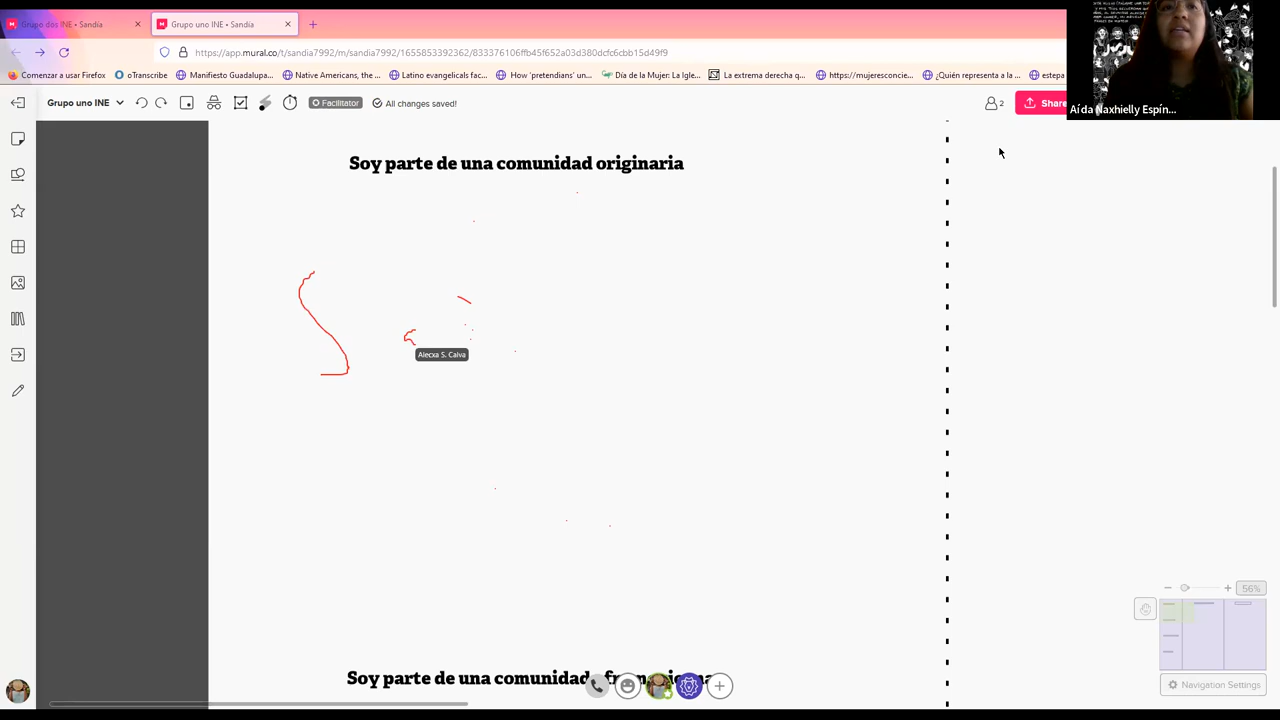 Grupo dos INE • Sandía
Grupo uno INE • Sandía
https://app.mural.co/t/sandia7992/m/sandia7992/1655853392362/833376106ffb45f652a03d380dcfc6cbb15d49f9
Comenzar a usar Firefox
oTranscribe
Manifiesto Guadalupa...
Native Americans, the ...
Latino evangelicals fac...
How 'pretendians' un...
Día de la Mujer: La Igle...
La extrema derecha q...
https://mujeresconcie...
¿Quién representa a la ...
estepa
Aída Naxhielly Espín...
Grupo uno INE
Facilitator
All changes saved!
2
Share
Soy parte de una comunidad originaria
Alecxa S. Calva
56%
Soy parte de una comunidad
Navigation Settings